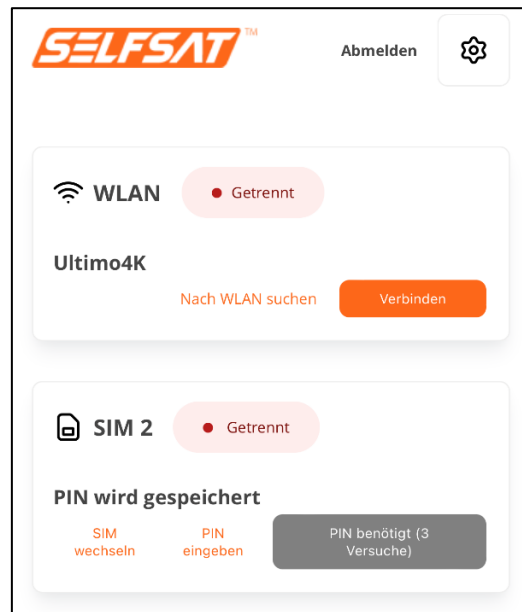 SELFSAT™
Abmelden
WLAN
Getrennt
Ultimo4K
Nach WLAN suchen
Verbinden
SIM 2
Getrennt
PIN wird gespeichert
SIM
wechseln
PIN
eingeben
PIN benötigt (3
Versuche)